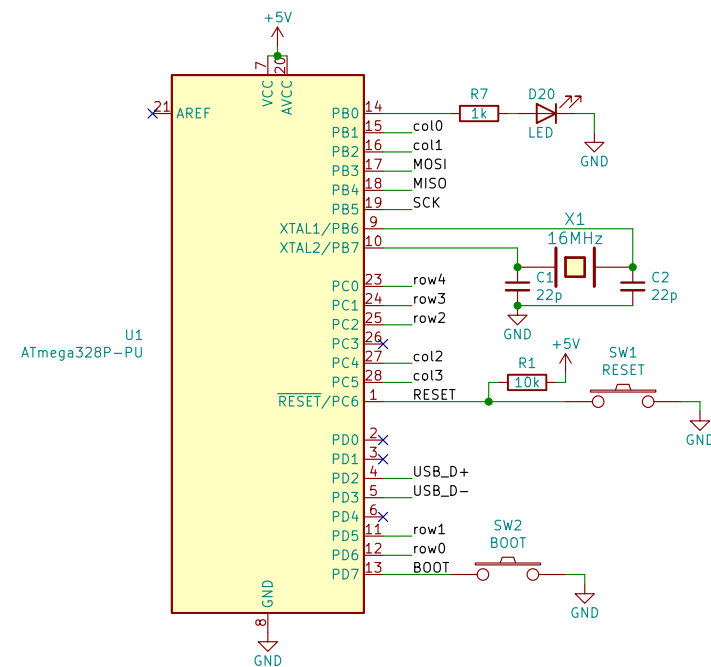 +5V
7
20
VCC
AVCC
21
AREF
PB0
14
R7
1k
D20
LED
GND
PB1
15
col0
PB2
16
col1
PB3
17
MOSI
PB4
18
MISO
PB5
19
SCK
XTAL1/PB6
9
XTAL2/PB7
10
X1
16MHz
C1
22p
C2
22p
GND
PC0
23
row4
PC1
24
row3
PC2
25
row2
PC3
26
PC4
27
col2
PC5
28
col3
RESET/PC6
1
RESET
R1
10k
+5V
SW1
RESET
GND
U1
ATmega328P-PU
PD0
2
PD1
3
PD2
4
USB_D+
PD3
5
USB_D-
PD4
6
PD5
11
row1
PD6
12
row0
PD7
13
BOOT
SW2
BOOT
GND
GND
8
GND